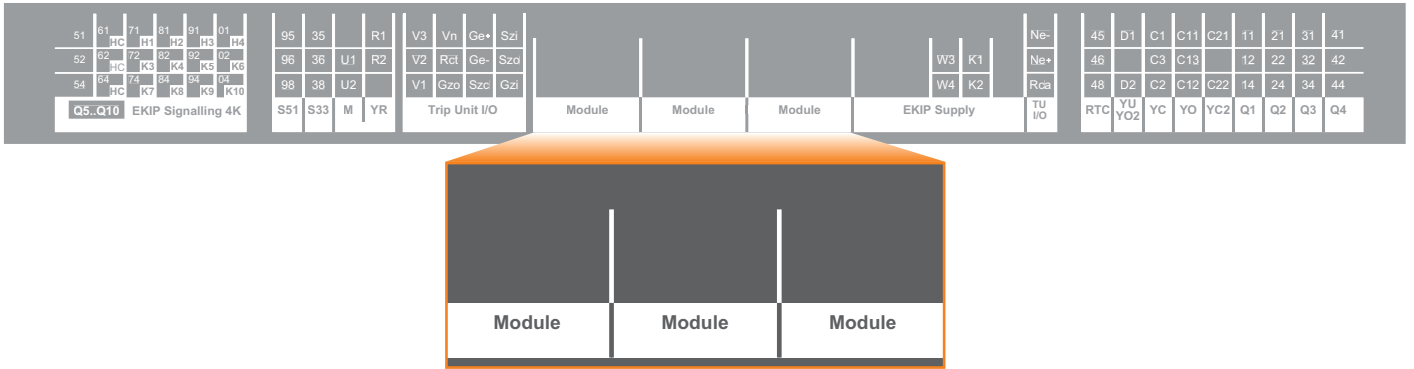 61 71 81 91 01
51 HC H1 H2 H3 H4 95 35 R1 V3 Vn Ge+ Szi Ne- 45 D1 C1 C11 C21 11 21 31 41
62 72 82 92 02
52 HC K3 K4 K5 K6 96 36 U1 R2 V2 Rct Ge- Szo W3 K1 Ne+ 46 C3 C13 12 22 32 42
64 74 84 94 04
54 HC K7 K8 K9 K10 98 38 U2 V1 Gzo Szc Gzi W4 K2 Rca 48 D2 C2 C12 C22 14 24 34 44
Q5..Q10 EKIP Signalling 4K S51 S33 M YR Trip Unit I/O Module Module Module EKIP Supply TU I/O RTC YU YO2 YC YO YC2 Q1 Q2 Q3 Q4
Module Module Module